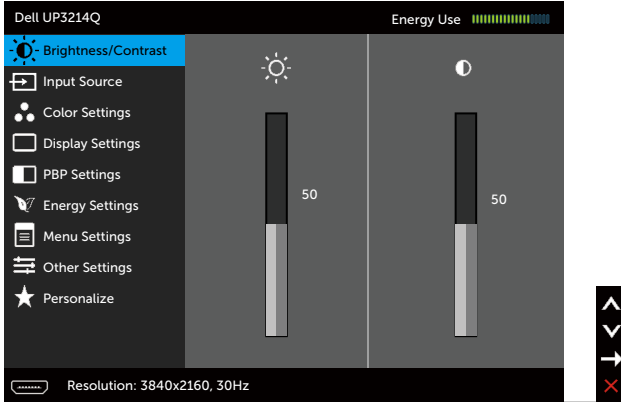 Dell UP3214Q
Energy Use
Brightness/Contrast
Input Source
Color Settings
Display Settings
PBP Settings
Energy Settings
Menu Settings
Other Settings
Personalize
50
50
Resolution: 3840x2160, 30Hz